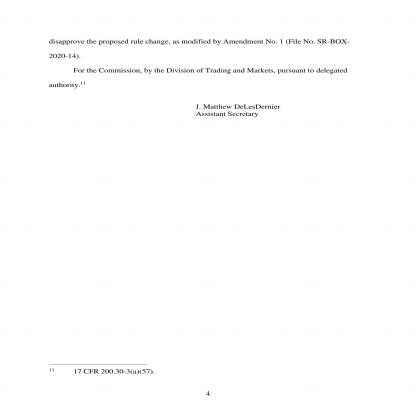 disapprove the proposed rule change, as modified by Amendment No. 1 (File No. SR-BOX-
2020-14).
For the Commission, by the Division of Trading and Markets, pursuant to delegated
authority.11
J. Matthew DeLesDernier
Assistant Secretary
11 17 CFR 200.30-3(a)(57).
4